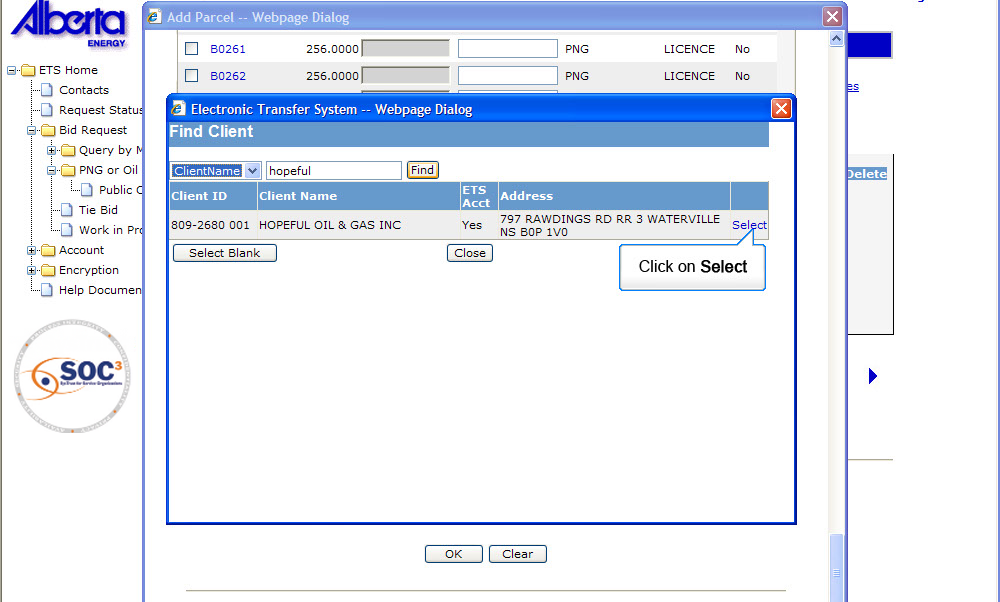 Alberta
ENERGY
ETS Home
Contacts
Request Status
Bid Request
Query by
PNG or Oil
Public
Tie Bid
Work in
Account
Encryption
Help
SOC3
Add Parcel -- Webpage Dialog
B0261 256.0000 PNG LICENCE No
B0262 256.0000 PNG LICENCE No
Electronic Transfer System -- Webpage Dialog
Find Client
ClientName hopeful Find
Client ID Client Name ETS Acct Address
809-2680 001 HOPEFUL OIL & GAS INC Yes 797 RAWDINGS RD RR 3 WATERVILLE
NS B0P 1V0 Select
Select Blank Close
Click on Select
OK Clear
Delete